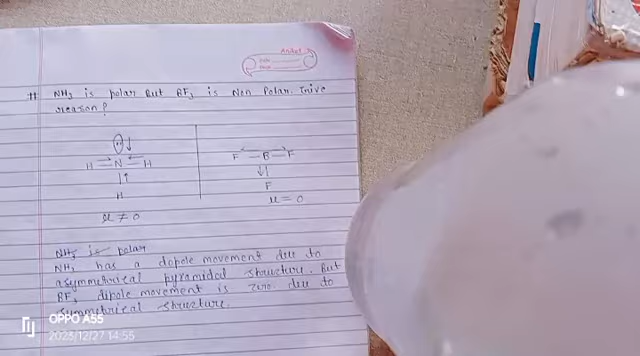 # NH3 is polar But BF3 is Non Polar. Give
reason?
H N H
H
μ ≠ 0
F B F
F
μ = 0
NH3 is polar
NH3 has a dopole movement due to
asymmetrical pyramidal structure. But
BF3 dipole movement is zero due to
symmetrical structure.
OPPO A55
2023/12/27 14:55